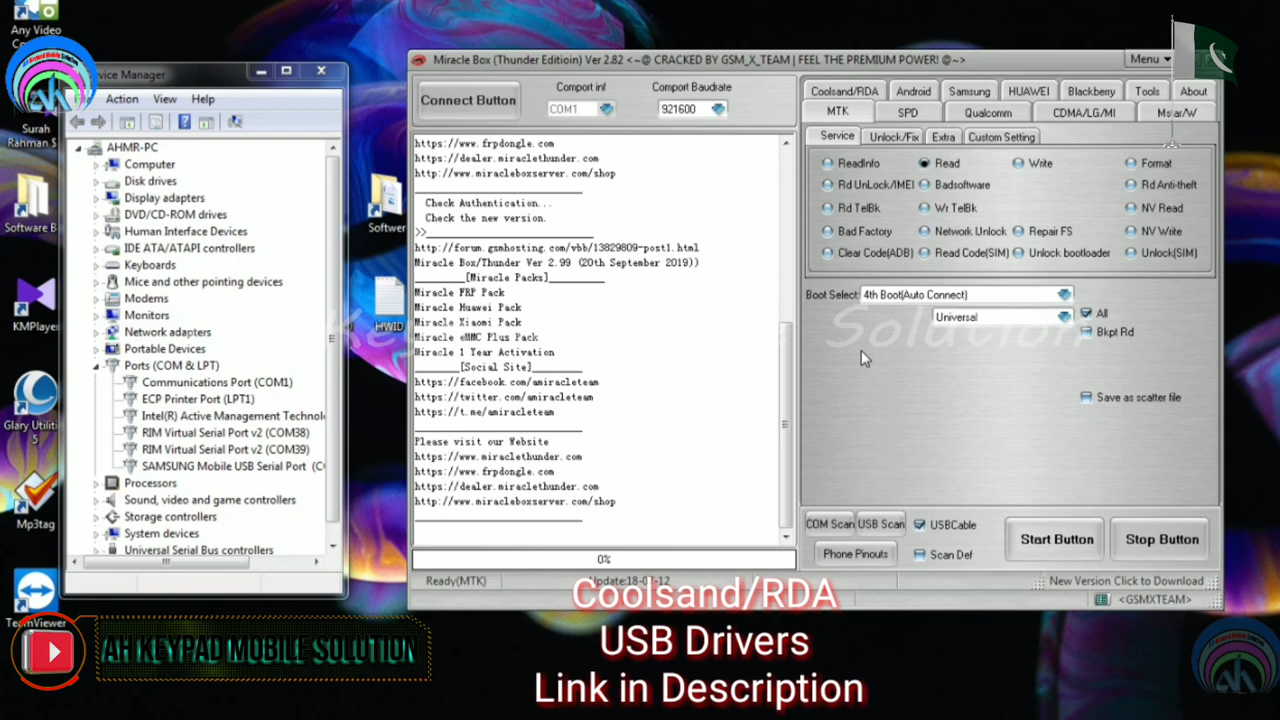 Any Video
Surah
Rahman $
Software B
KMPlayer
Glary Utiliti
5
Mp3tag
TeamViewer
Softwar
HWID
Action View Help
AHMR-PC
Computer
Disk drives
Display adapters
DVD/CD-ROM drives
Human Interface Devices
IDE ATA/ATAPI controllers
Keyboards
Mice and other pointing devices
Modems
Monitors
Network adapters
Portable Devices
Ports (COM & LPT)
Communications Port (COM1)
ECP Printer Port (LPT1)
Intel(R) Active Management Technolo
RIM Virtual Serial Port v2 (COM38)
RIM Virtual Serial Port v2 (COM39)
SAMSUNG Mobile USB Serial Port (C
Processors
Sound, video and game controllers
Storage controllers
System devices
Universal Serial Bus controllers
Miracle Box (Thunder Editioin) Ver 2.82 <~@ CRACKED BY GSM_X_TEAM | FEEL THE PREMIUM POWER! @~>
Menu
Connect Button
Comport inf
COM1
Comport Baudrate
921600
https://www.frpdongle.com
https://dealer.miraclethunder.com
http://www.miracleboxserver.com/shop
Check Authentication...
Check the new version.
>>
http://forum.gsmhosting.com/vbb/13829809-post1.html
Miracle Box/Thunder Ver 2.99 (20th September 2019))
[Miracle Packs]
Miracle FRP Pack
Miracle Huawei Pack
Miracle Xiaomi Pack
Miracle eMMC Plus Pack
Miracle 1 Year Activation
[Social Site]
https://facebook.com/amiracleteam
https://twitter.com/amiracleteam
https://t.me/amiracleteam
Please visit our Website
https://www.miraclethunder.com
https://www.frpdongle.com
https://dealer.miraclethunder.com
http://www.miracleboxserver.com/shop
0%
Ready(MTK)
Coolsand/RDA Android Samsung HUAWEI Blackberry Tools About
MTK SPD Qualcomm CDMA/LG/MI Mstar/W
Service Unlock/Fix Extra Custom Setting
ReadInfo Read Write Format
Rd UnLock/IMEI Badsoftware Rd Anti-theft
Rd TelBk Wr TelBk NV Read
Bad Factory Network Unlock Repair FS NV Write
Clear Code(ADB) Read Code(SIM) Unlock bootloader Unlock(SIM)
Boot Select: 4th Boot(Auto Connect)
Universal
All
Bkpt Rd
Solution
Save as scatter file
COM Scan USB Scan USBCable
Phone Pinouts Scan Def
Start Button Stop Button
New Version Click to Download
<GSMXTEAM>
Coolsand/RDA
USB Drivers
Link in Description
AH KEYPAD MOBILE SOLUTION